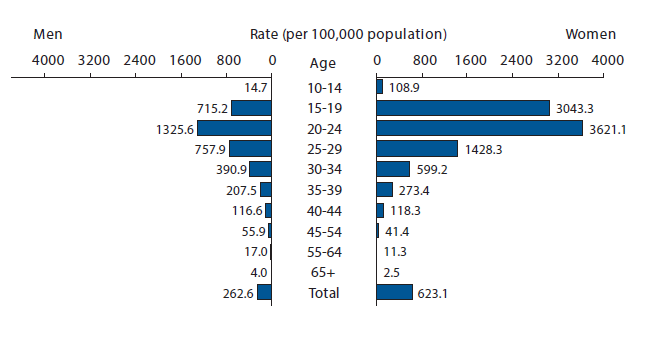 Men Rate (per 100,000 population) Women
4000 3200 2400 1600 800 0 Age 0 800 1600 2400 3200 4000
14.7 10-14 108.9
715.2 15-19 3043.3
1325.6 20-24 3621.1
757.9 25-29 1428.3
390.9 30-34 599.2
207.5 35-39 273.4
116.6 40-44 118.3
55.9 45-54 41.4
17.0 55-64 11.3
4.0 65+ 2.5
262.6 Total 623.1